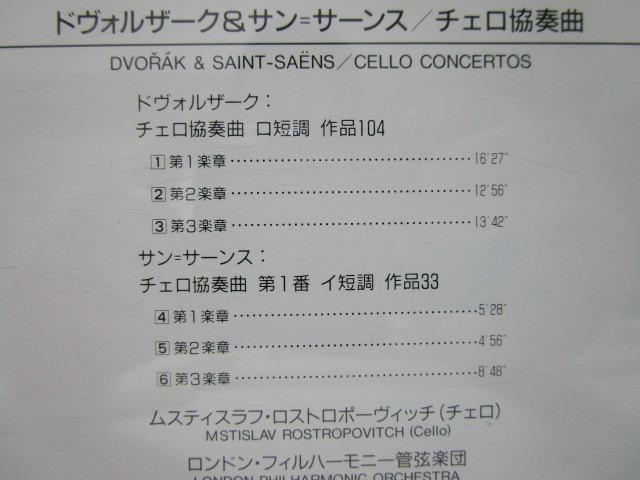 ドヴォルザーク&サン=サーンス/チェロ協奏曲
DVOŘÁK & SAINT-SAËNS/CELLO CONCERTOS
ドヴォルザーク:
チェロ協奏曲 ロ短調 作品104
1 第1楽章 16'27"
2 第2楽章 12'56"
3 第3楽章 13'42"
サン=サーンス:
チェロ協奏曲 第1番 イ短調 作品33
4 第1楽章 5'28"
5 第2楽章 4'56"
6 第3楽章 8'48"
ムスティスラフ・ロストロポーヴィッチ(チェロ)
MSTISLAV ROSTROPOVITCH (Cello)
ロンドン・フィルハーモニー管弦楽団
LONDON PHILHARMONIC ORCHESTRA